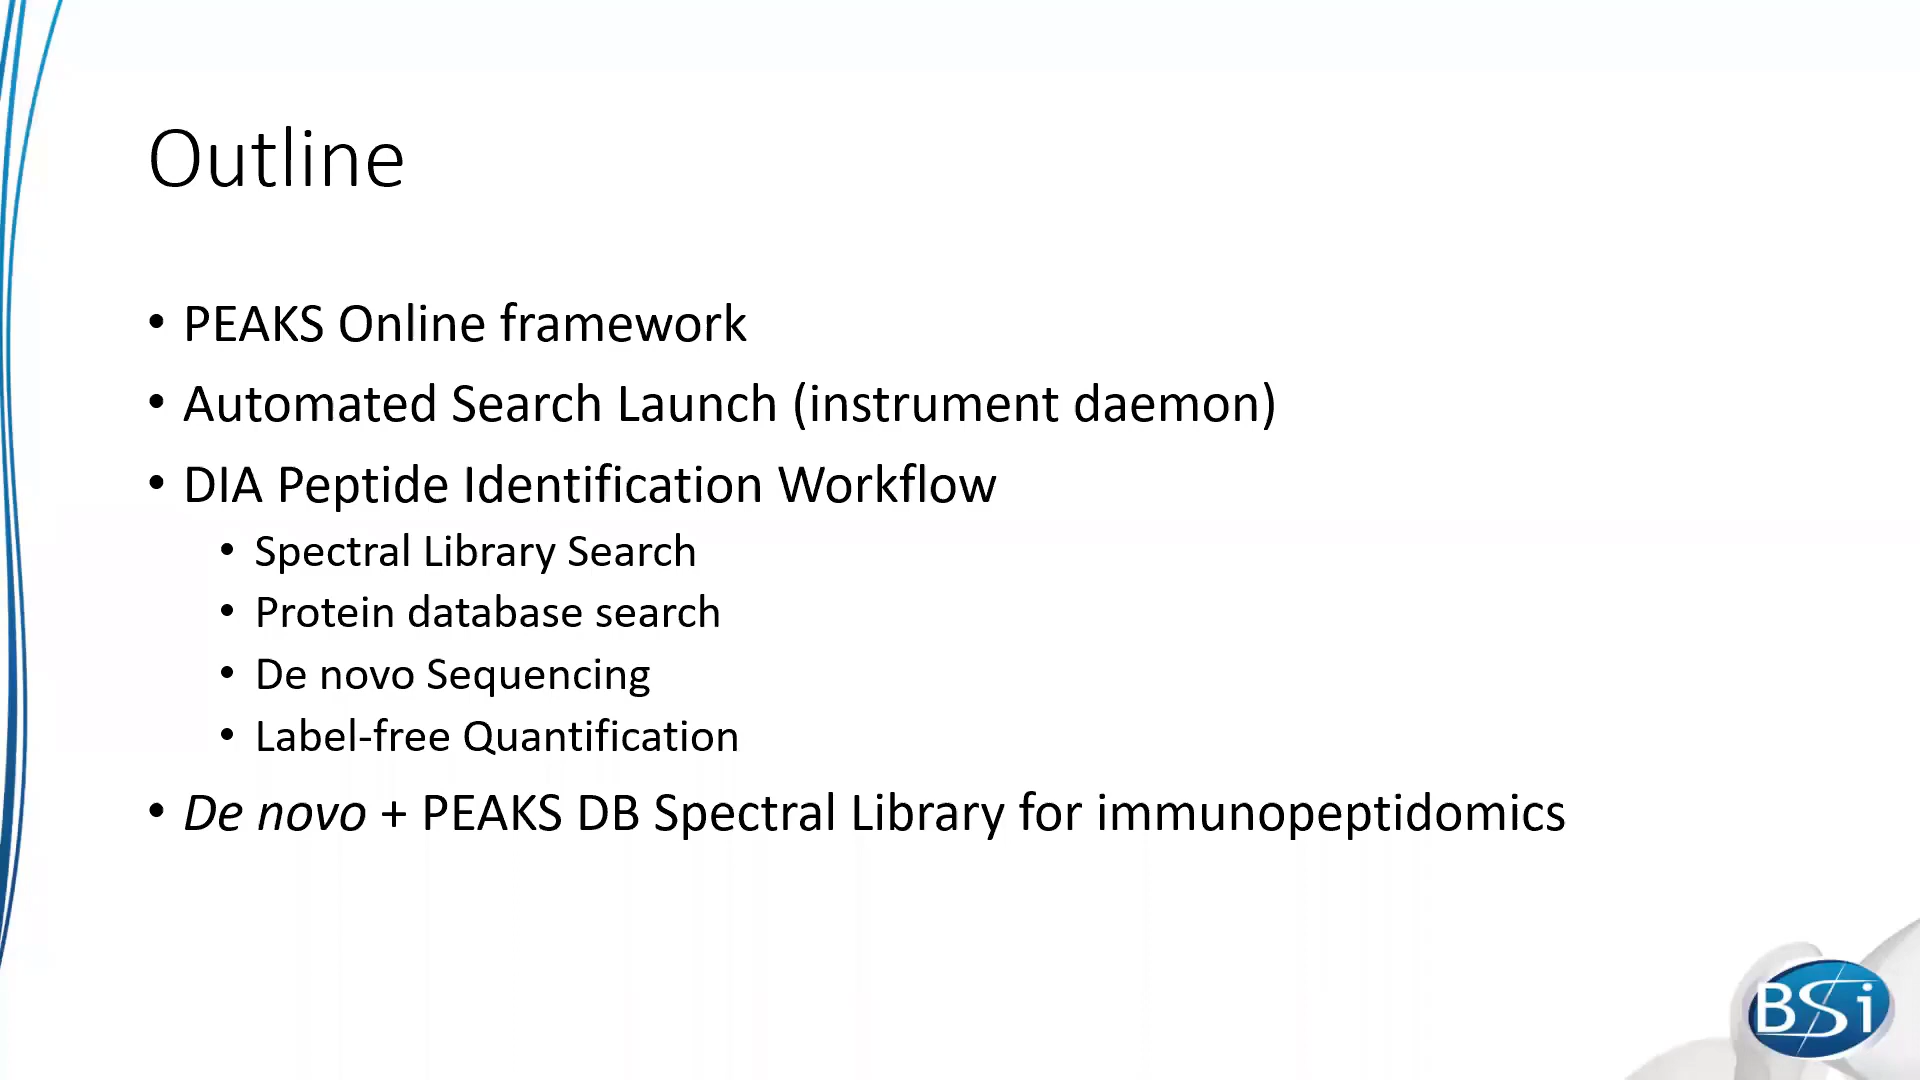 Outline
• PEAKS Online framework
• Automated Search Launch (instrument daemon)
• DIA Peptide Identification Workflow
• Spectral Library Search
• Protein database search
• De novo Sequencing
• Label-free Quantification
• De novo + PEAKS DB Spectral Library for immunopeptidomics
BSi